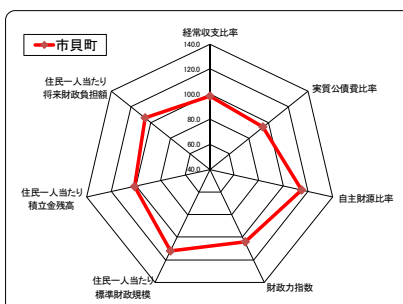 市貝町
経常収支比率
140.0
120.0
100.0
80.0
60.0
40.0
実質公債費比率
自主財源比率
財政力指数
住民一人当たり
標準財政規模
住民一人当たり
積立金残高
住民一人当たり
将来財政負担額